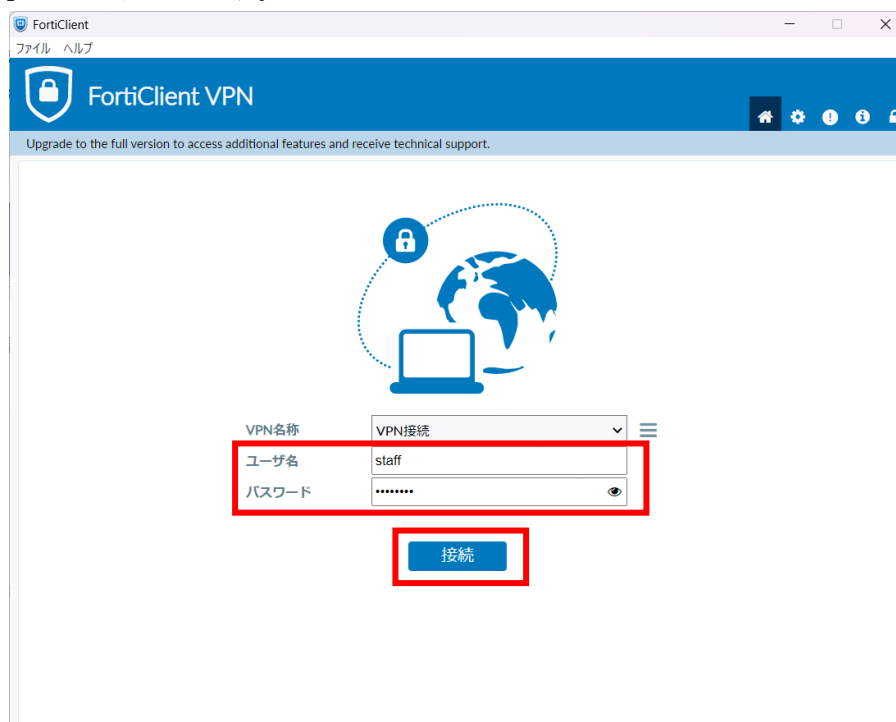 FortiClient
ファイル ヘルプ
FortiClient VPN
Upgrade to the full version to access additional features and receive technical support.
VPN名称 VPN接続
ユーザ名 staff
パスワード ••••••••
接続